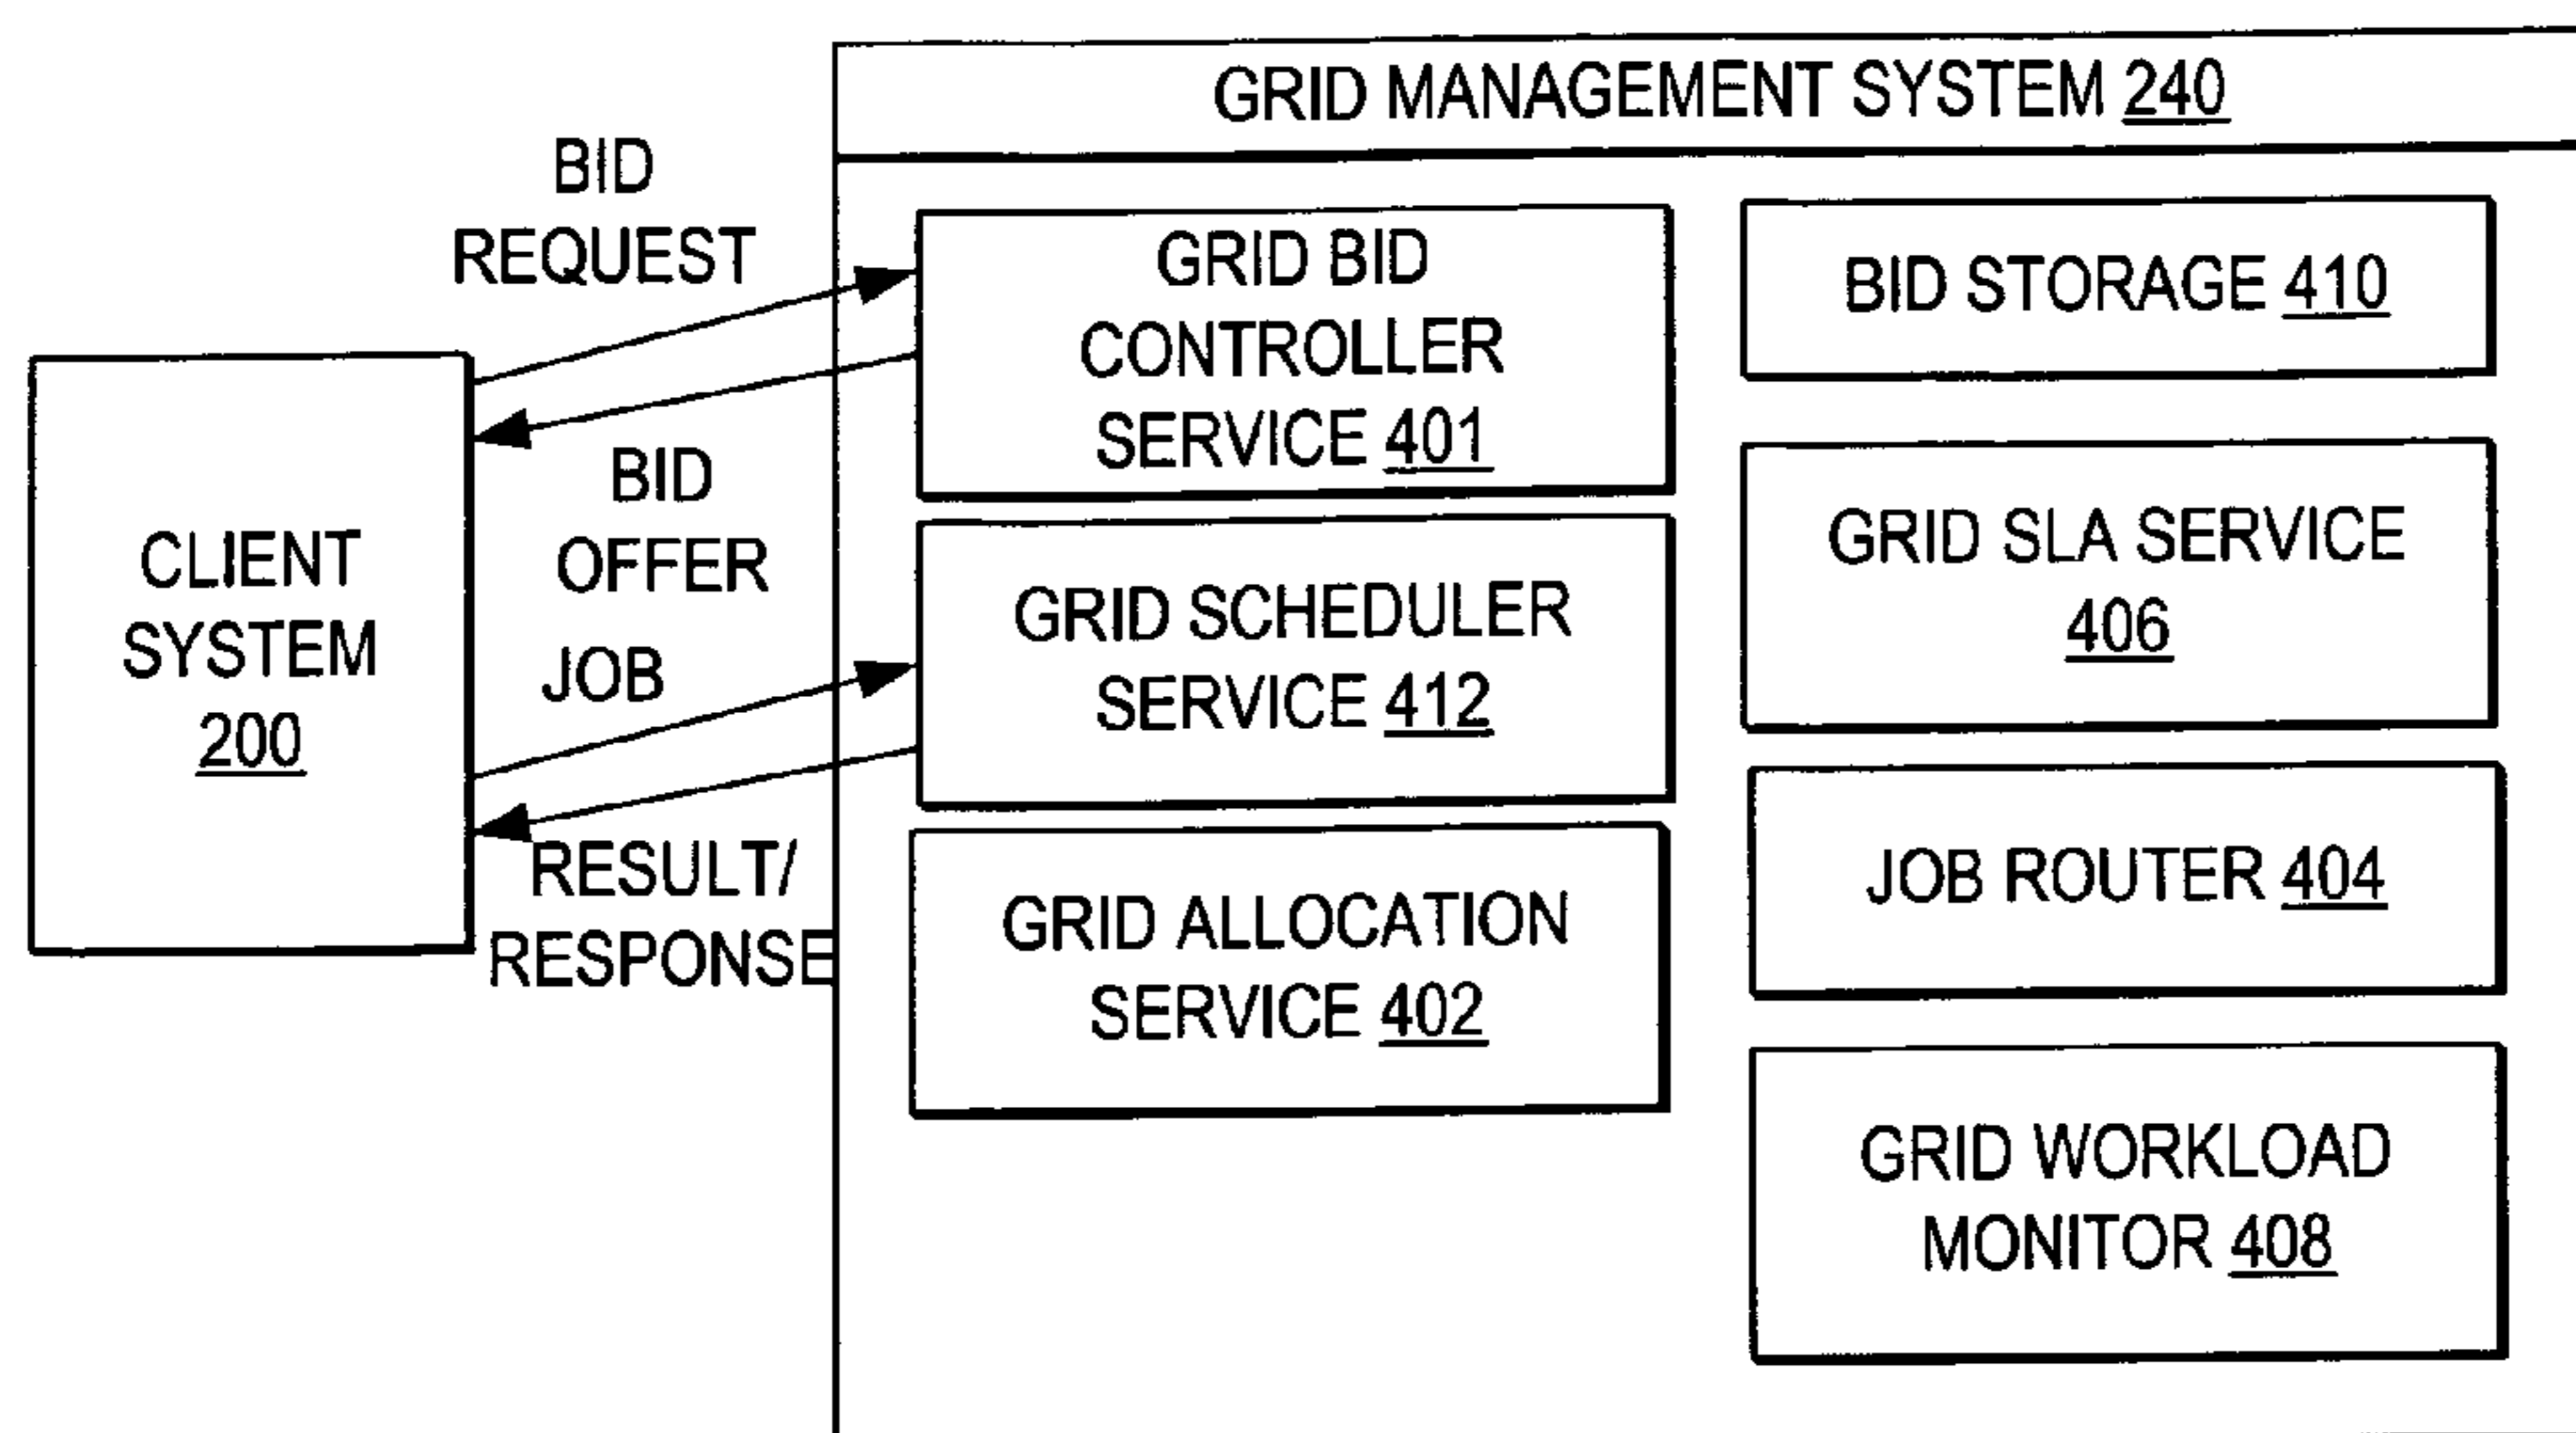 GRID MANAGEMENT SYSTEM 240
BID
REQUEST
BID
OFFER
JOB
RESULT/
RESPONSE
CLIENT
SYSTEM
200
GRID BID
CONTROLLER
SERVICE 401
GRID SCHEDULER
SERVICE 412
GRID ALLOCATION
SERVICE 402
BID STORAGE 410
GRID SLA SERVICE
406
JOB ROUTER 404
GRID WORKLOAD
MONITOR 408